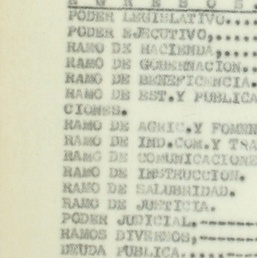 E G R E S O S.
PODER LEGISLATIVO....
PODER EJECUTIVO,....
RAMO DE HACIENDA,....
RAMO DE GOBERNACION..
RAMO DE BENEFICENCIA.
RAMO DE EST.Y PUBLICA
CIONES.
RAMO DE AGRIC.Y FOMEN
RAMO DE IND.COM.Y TRA
RAMO DE COMUNICACIONE
RAMO DE INSTRUCCION.
RAMO DE SALUBRIDAD.
RAMO DE JUSTICIA.
PODER JUDICIAL.------
RAMOS DIVERSOS,------
DEUDA PUBLICA.....---